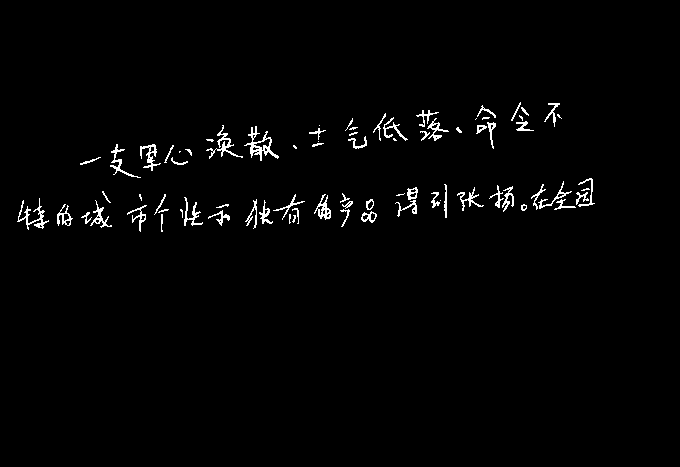 一支军心涣散、士气低落、命令不
特的城市个性和独有的产品得到张扬。在全国